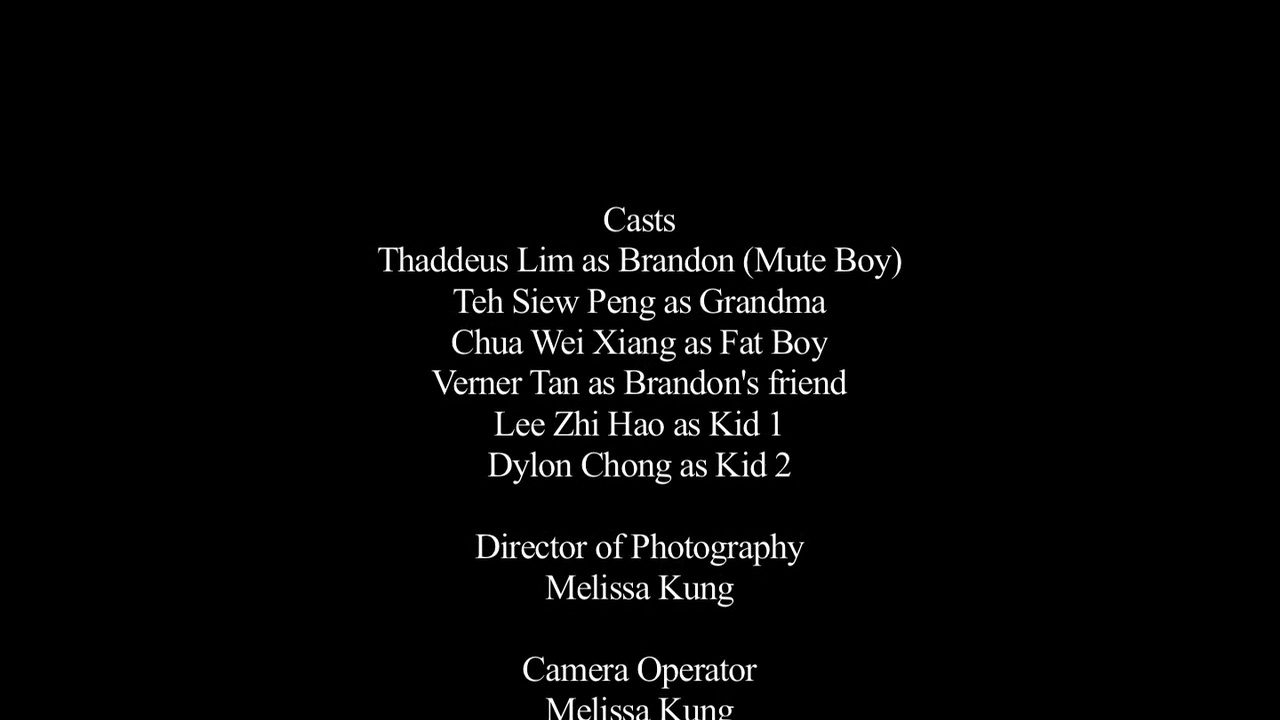 Casts
Thaddeus Lim as Brandon (Mute Boy)
Teh Siew Peng as Grandma
Chua Wei Xiang as Fat Boy
Verner Tan as Brandon's friend
Lee Zhi Hao as Kid 1
Dylon Chong as Kid 2
Director of Photography
Melissa Kung
Camera Operator
Melissa Kung